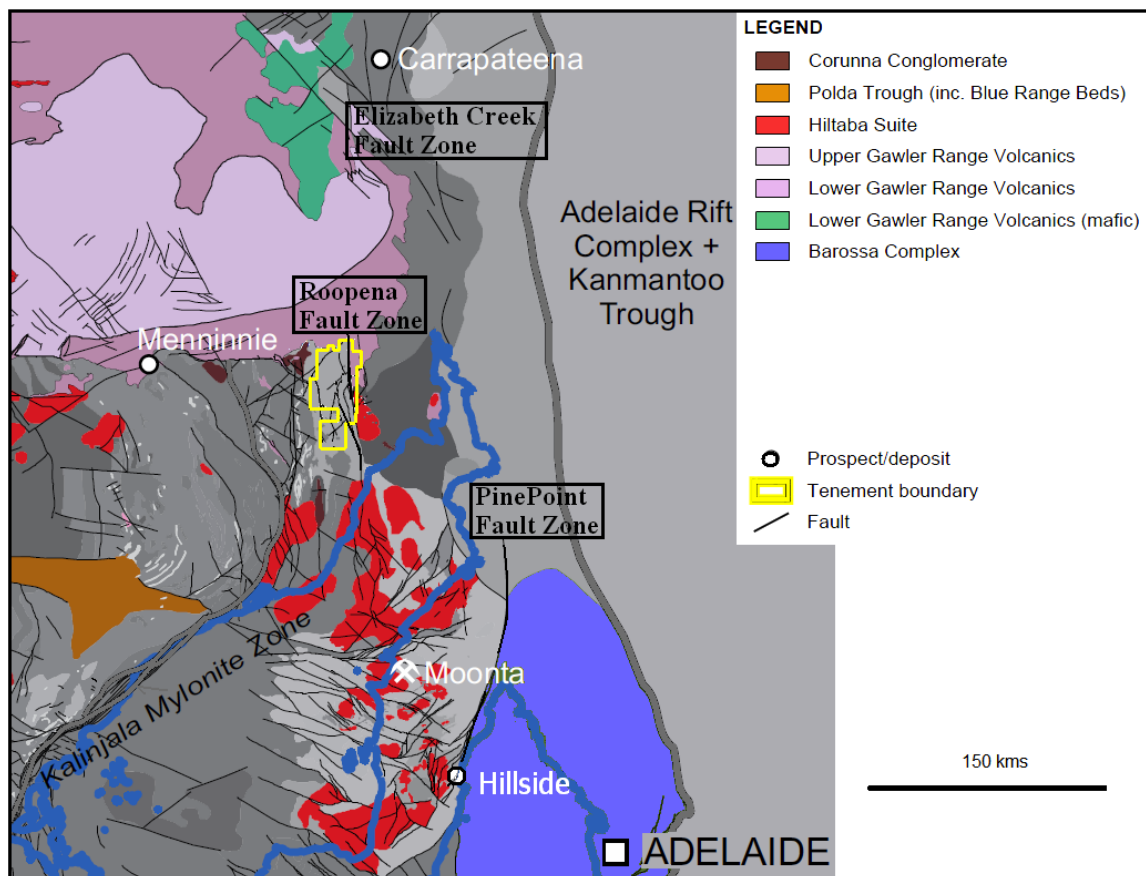 Carrapateena
Elizabeth Creek
Fault Zone
Adelaide Rift
Complex +
Kanmantoo
Trough
Roopena
Fault Zone
Menninnie
PinePoint
Fault Zone
Kalinjala Mylonite Zone
Moonta
Hillside
ADELAIDE
LEGEND
Corunna Conglomerate
Polda Trough (inc. Blue Range Beds)
Hiltaba Suite
Upper Gawler Range Volcanics
Lower Gawler Range Volcanics
Lower Gawler Range Volcanics (mafic)
Barossa Complex
Prospect/deposit
Tenement boundary
Fault
150 kms